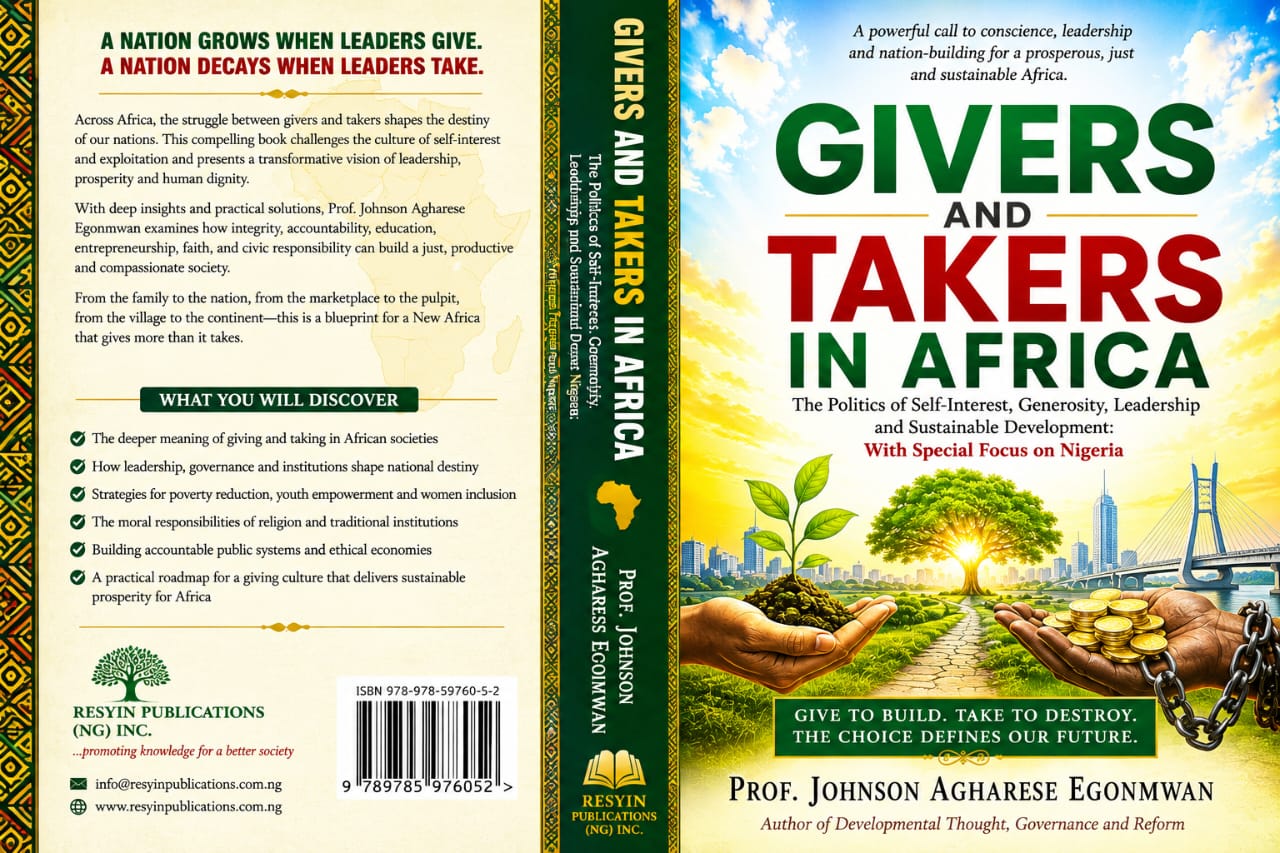 A NATION GROWS WHEN LEADERS GIVE.
A NATION DECAYS WHEN LEADERS TAKE.
Across Africa, the struggle between givers and takers shapes the destiny
of our nations. This compelling book challenges the culture of self-interest
and exploitation and presents a transformative vision of leadership,
prosperity and human dignity.
With deep insights and practical solutions, Prof. Johnson Agharese
Egonmwan examines how integrity, accountability, education,
entrepreneurship, faith, and civic responsibility can build a just, productive
and compassionate society.
From the family to the nation, from the marketplace to the pulpit,
from the village to the continent—this is a blueprint for a New Africa
that gives more than it takes.
WHAT YOU WILL DISCOVER
The deeper meaning of giving and taking in African societies
How leadership, governance and institutions shape national destiny
Strategies for poverty reduction, youth empowerment and women inclusion
The moral responsibilities of religion and traditional institutions
Building accountable public systems and ethical economies
A practical roadmap for a giving culture that delivers sustainable
prosperity for Africa
RESYIN PUBLICATIONS
(NG) INC.
...promoting knowledge for a better society
info@resyinpublications.com.ng
www.resyinpublications.com.ng
ISBN 978-978-59760-5-2
9 789785 976052 >
GIVERS AND TAKERS IN AFRICA
The Politics of
and
PROF. JOHNSON
AGHARESS EGOIMWAN
RESYIN
PUBLICATIONS
(NG) INC.
A powerful call to conscience, leadership
and nation-building for a prosperous, just
and sustainable Africa.
GIVERS
AND
TAKERS
IN AFRICA
The Politics of Self-Interest, Generosity, Leadership
and Sustainable Development:
With Special Focus on Nigeria
GIVE TO BUILD. TAKE TO DESTROY.
THE CHOICE DEFINES OUR FUTURE.
PROF. JOHNSON AGHARESE EGONMWAN
Author of Developmental Thought, Governance and Reform